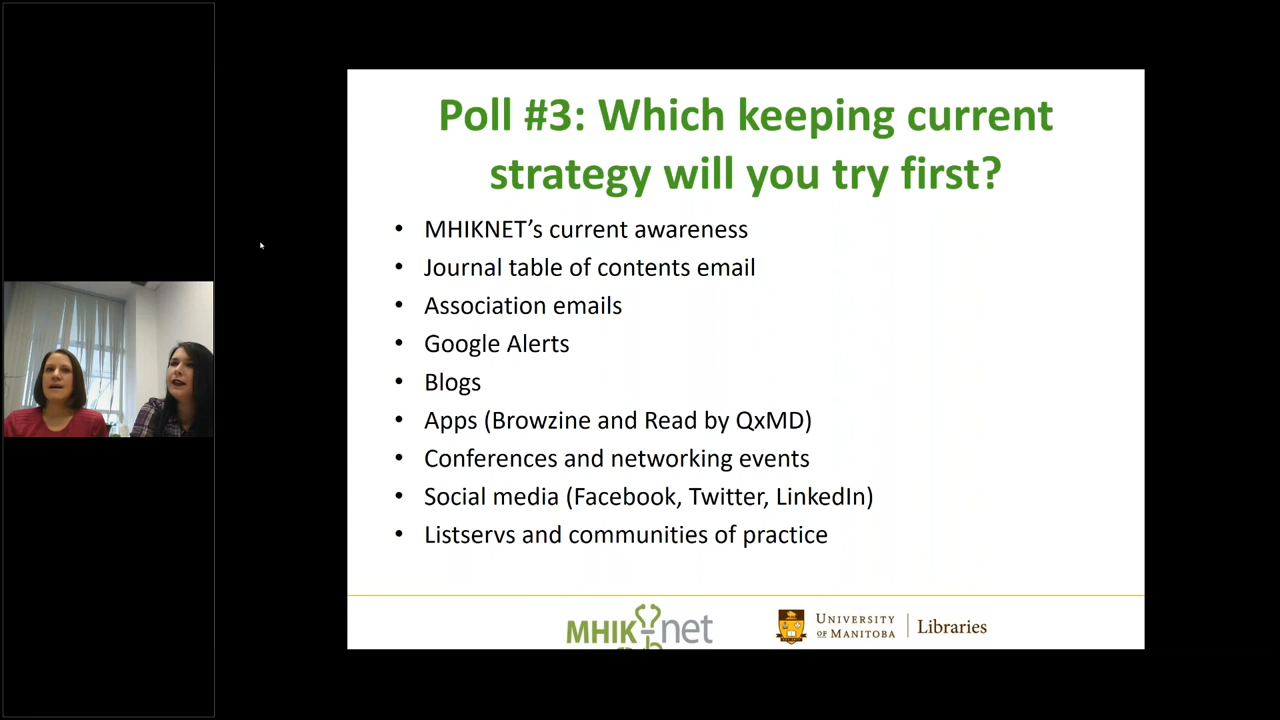 Poll #3: Which keeping current
strategy will you try first?
• MHIKNET’s current awareness
• Journal table of contents email
• Association emails
• Google Alerts
• Blogs
• Apps (Browzine and Read by QxMD)
• Conferences and networking events
• Social media (Facebook, Twitter, LinkedIn)
• Listservs and communities of practice
MHIK-net
UNIVERSITY
OF MANITOBA
Libraries